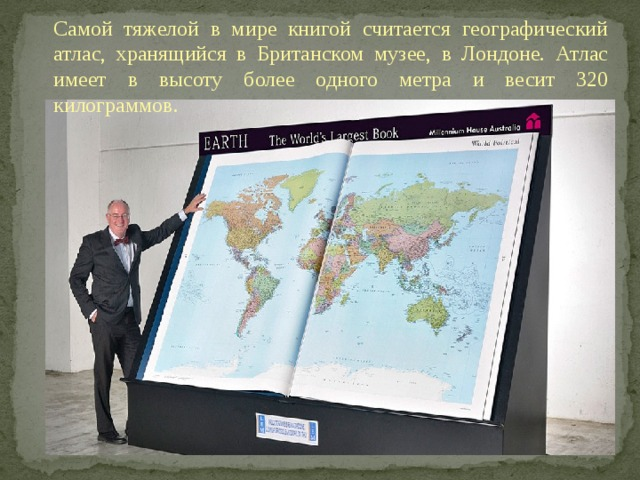 Самой тяжелой в мире книгой считается географический
атлас, хранящийся в Британском музее, в Лондоне. Атлас
имеет в высоту более одного метра и весит 320
килограммов.
EARTH The World's Largest Book Millennium House Australia
World Political